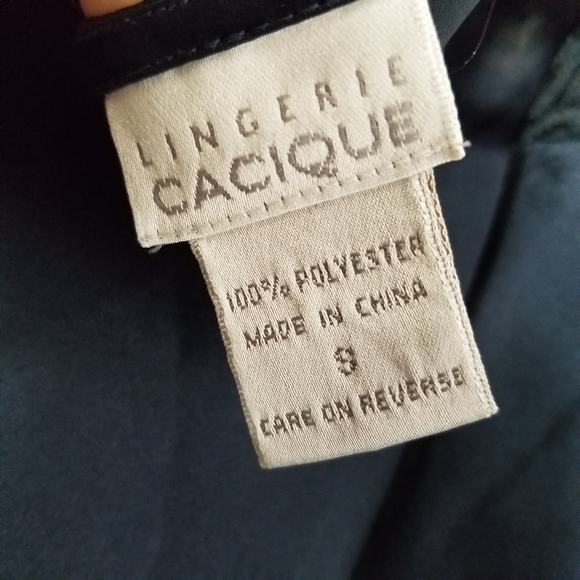 LINGERIE
CACIQUE
100% POLYESTER
MADE IN CHINA
S
CARE ON REVERSE